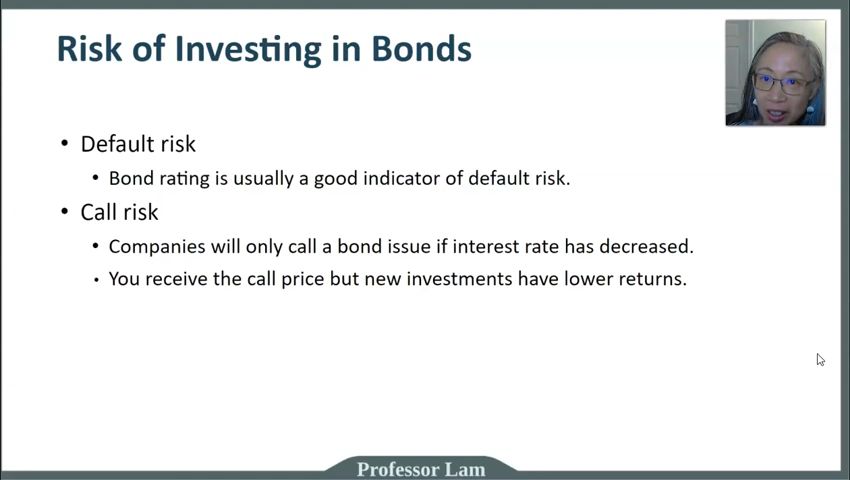 Risk of Investing in Bonds
• Default risk
• Bond rating is usually a good indicator of default risk.
• Call risk
• Companies will only call a bond issue if interest rate has decreased.
• You receive the call price but new investments have lower returns.
Professor Lam